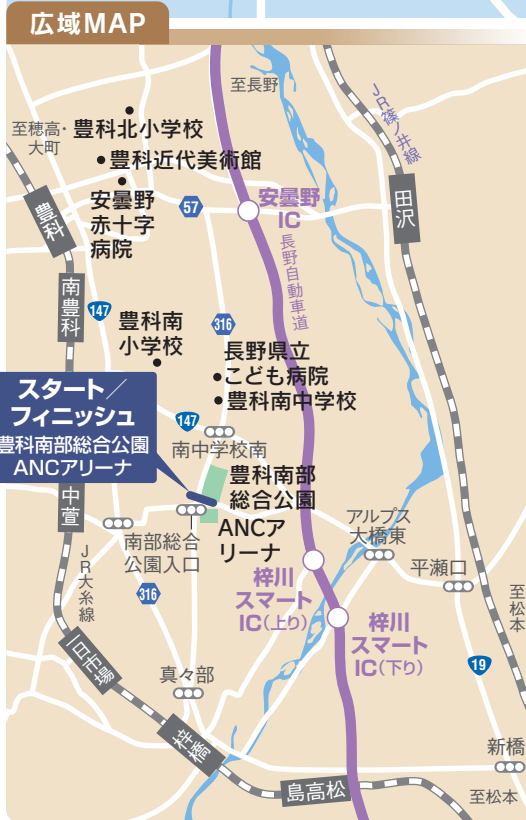 広域MAP
至長野
JR篠ノ井線
至穂高・
大町
豊科北小学校
豊科近代美術館
安曇野
赤十字
病院
57
安曇野
IC
田沢
豊科
長野自動車道
南豊科
147
316
豊科南
小学校
長野県立
こども病院
豊科南中学校
スタート／
フィニッシュ
豊科南部総合公園
ANCアリーナ
147
南中学校南
豊科南部
総合公園
ANCア
リーナ
中萱
南部総合
公園入口
アルプス
大橋東
平瀬口
JR大糸線
316
梓川
スマート
IC(上り)
梓川
スマート
IC(下り)
至松本
一日市場
真々部
19
梓橋
新橋
島高松
至松本